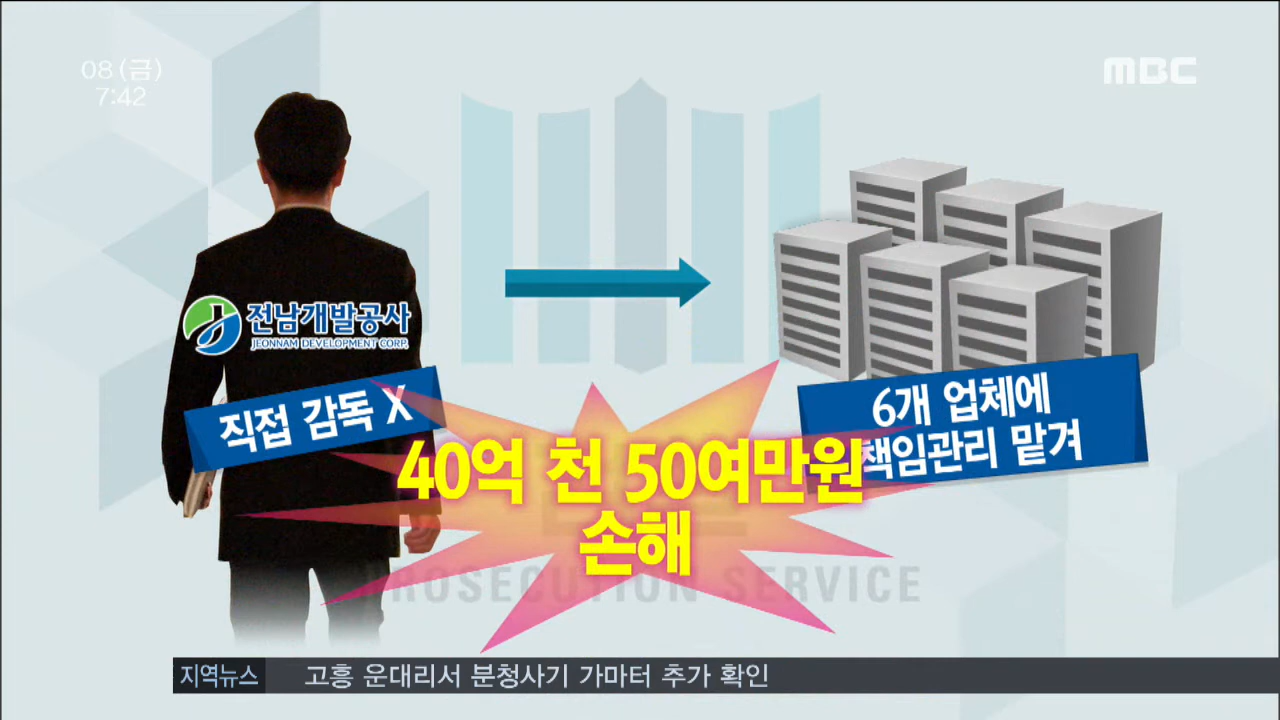 08 (금)
7:42
MBC
전남개발공사
JEONNAM DEVELOPMENT CORP.
직접 감독 X
6개 업체에
책임관리 맡겨
40억 천 50여만원
손해
PROSECUTION SERVICE
지역뉴스 고흥 운대리서 분청사기 가마터 추가 확인